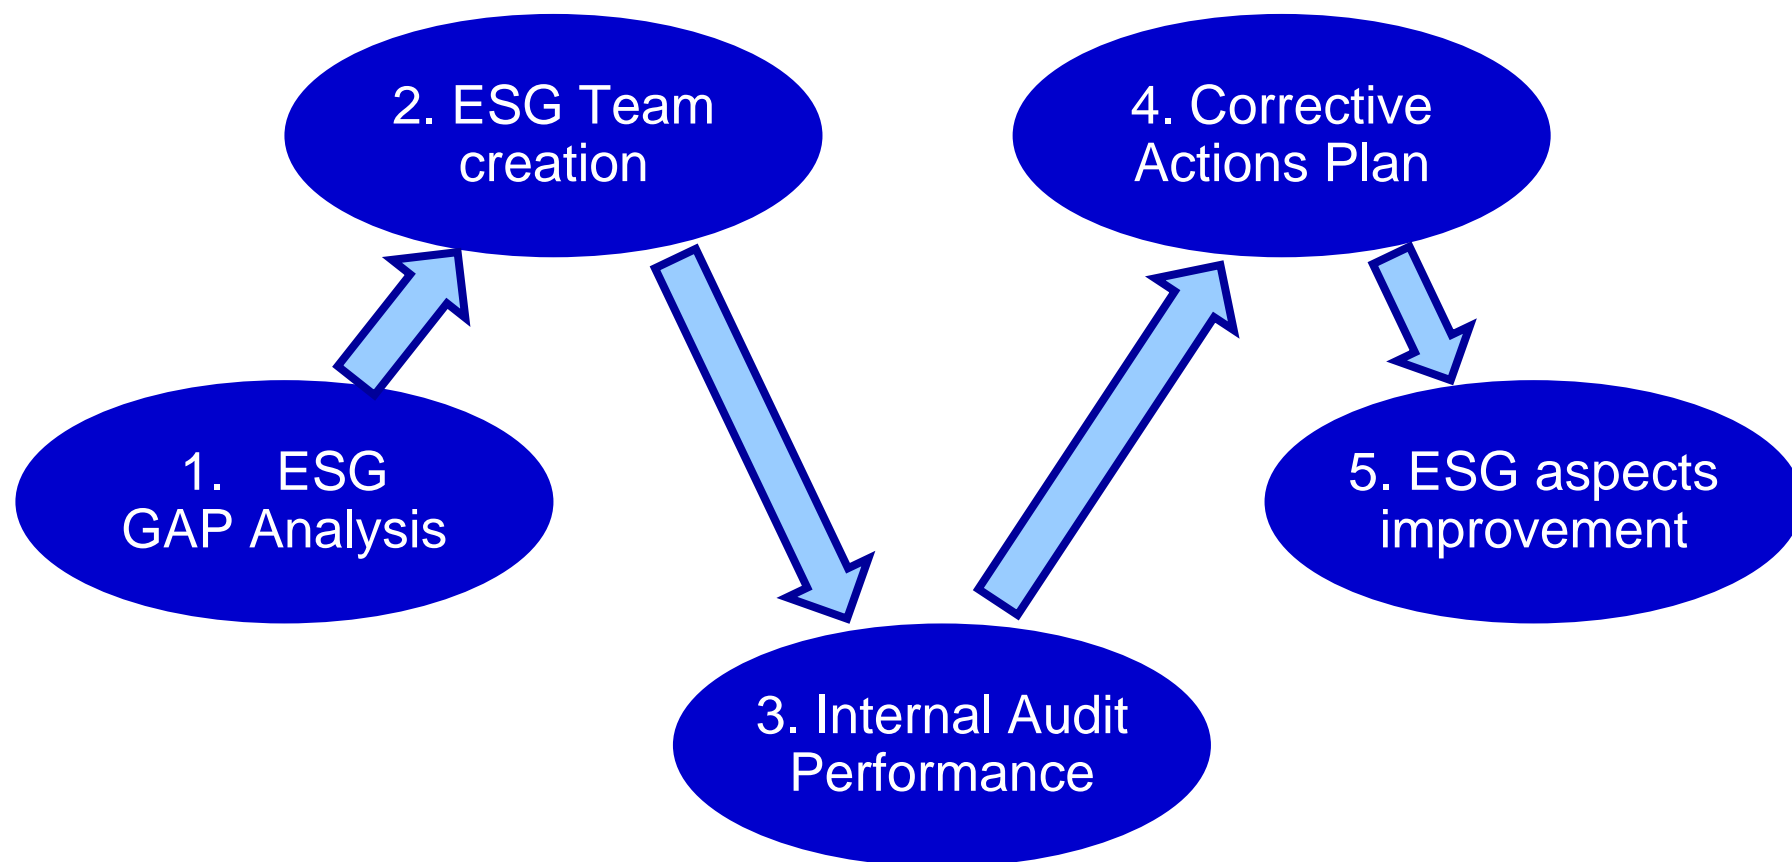 1. ESG
GAP Analysis
2. ESG Team
creation
3. Internal Audit
Performance
4. Corrective
Actions Plan
5. ESG aspects
improvement